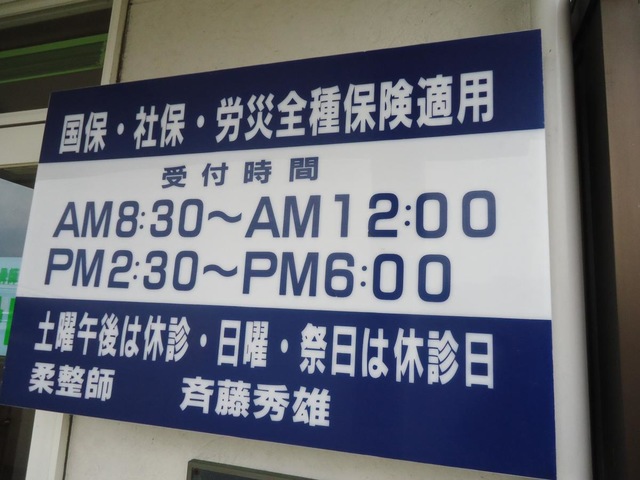 国保・社保・労災全種保険適用
受付時間
AM8:30〜AM12:00
PM2:30〜PM6:00
土曜午後は休診・日曜・祭日は休診日
柔整師 斉藤秀雄